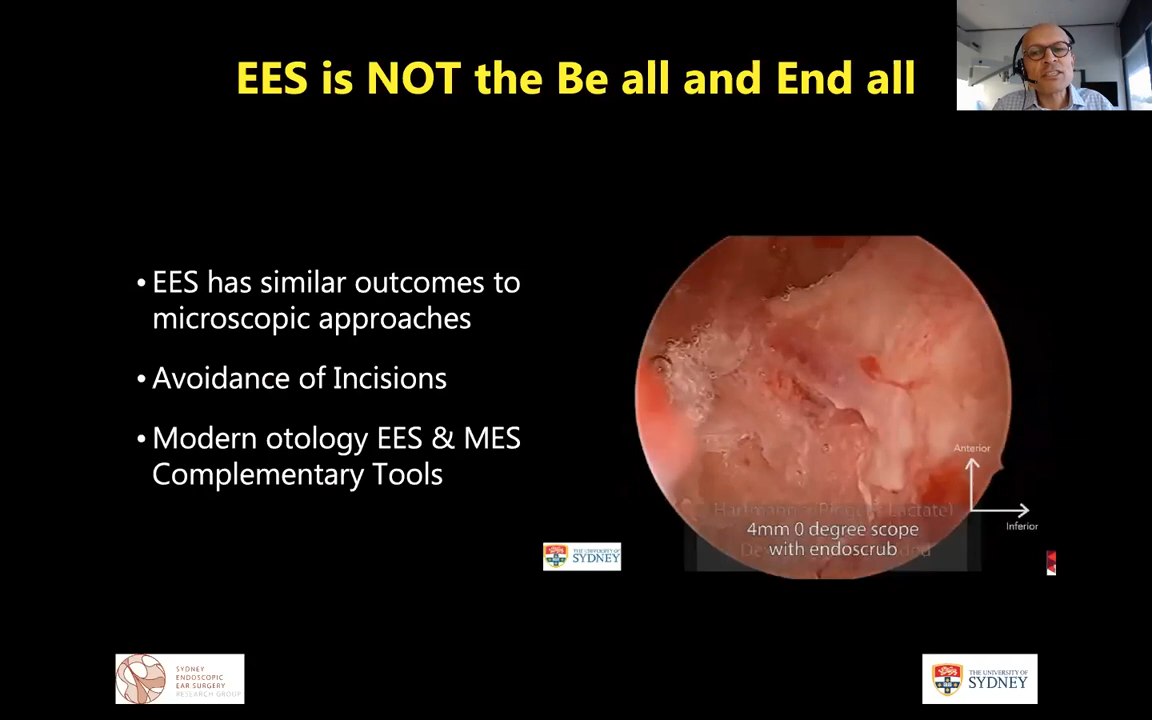 EES is NOT the Be all and End all
• EES has similar outcomes to
microscopic approaches
• Avoidance of Incisions
• Modern otology EES & MES
Complementary Tools
Anterior
Inferior
4mm 0 degree scope
with endoscrub
THE UNIVERSITY OF
SYDNEY
SYDNEY
ENDOSCOPIC
EAR SURGERY
RESEARCH GROUP
THE UNIVERSITY OF
SYDNEY